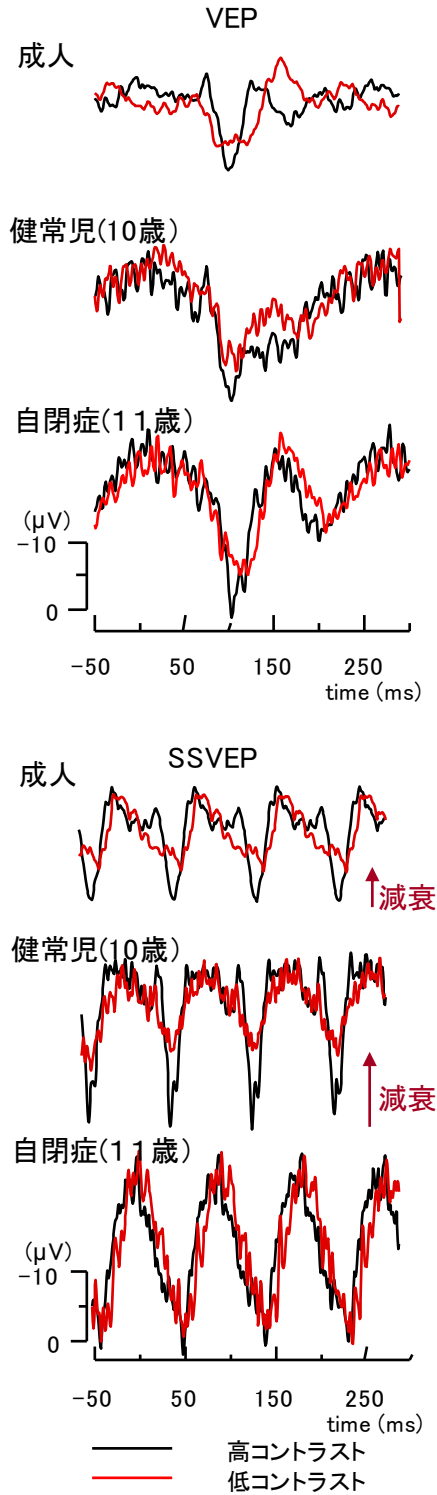 VEP
成人
健常児(10歳)
自閉症(11歳)
(μV)
-10
0
-50 50 150 250
time (ms)
SSVEP
成人
減衰
健常児(10歳)
減衰
自閉症(11歳)
(μV)
-10
0
-50 50 150 250
time (ms)
高コントラスト
低コントラスト